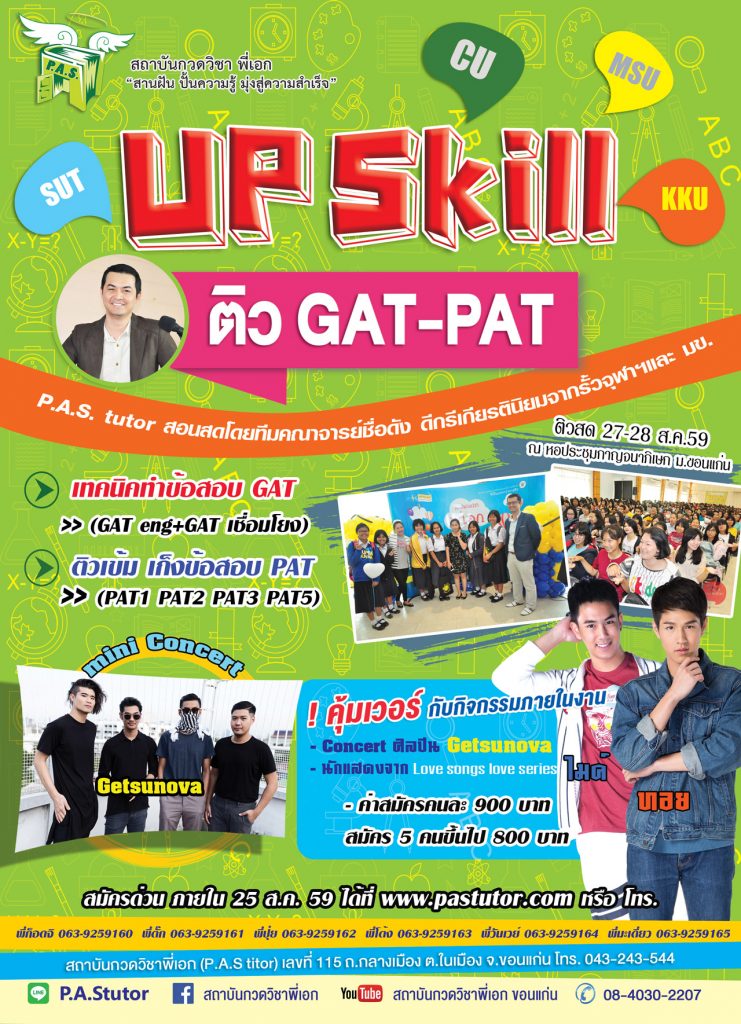 P.A.S.
สถาบันกวดวิชา พี่เอก
"สานฝัน ปั้นความรู้ มุ่งสู่ความสำเร็จ"
CU
MSU
SUT
KKU
UP Skill
ติว GAT-PAT
P.A.S. tutor สอนสดโดยทีมคณาจารย์ชื่อดัง ดีกรีเกียรตินิยมจากรั้วจุฬาฯและ มข.
ติวสด 27-28 ส.ค.59
ณ หอประชุมกาญจนาภิเษก ม.ขอนแก่น
เทคนิคทำข้อสอบ GAT
>> (GAT eng+GAT เชื่อมโยง)
ติวเข้ม เก็งข้อสอบ PAT
>> (PAT1 PAT2 PAT3 PAT5)
mini Concert
Getsunova
! คุ้มเวอร์ กับกิจกรรมภายในงาน
- Concert ศิลปิน Getsunova
- นักแสดงจาก Love songs love series
ไมค์
หอย
- ค่าสมัครคนละ 900 บาท
สมัคร 5 คนขึ้นไป 800 บาท
สมัครด่วน ภายใน 25 ส.ค. 59 ได้ที่ www.pastutor.com หรือ โทร.
พี่ก็อตจิ 063-9259160 พี่ดั๊ก 063-9259161 พี่ปุ๋ย 063-9259162 พี่โด่ง 063-9259163 พี่วันเวย์ 063-9259164 พี่มะเดี่ยว 063-9259165
สถาบันกวดวิชาพี่เอก (P.A.S titor) เลขที่ 115 ถ.กลางเมือง ต.ในเมือง จ.ขอนแก่น โทร. 043-243-544
LINE P.A.Stutor สถาบันกวดวิชาพี่เอก YouTube สถาบันกวดวิชาพี่เอก ขอนแก่น 08-4030-2207